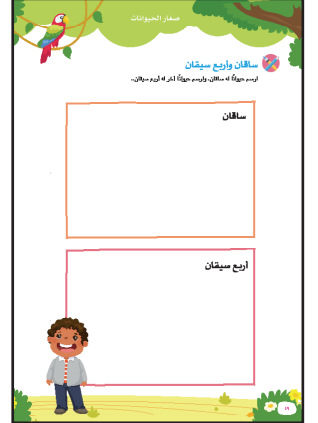 صغار الحيوانات
ساقان وأربع سيقان
ارسم حيوانًا له ساقان، وارسم حيوانًا آخر له أربع سيقان..
ساقان
أربع سيقان
١٩